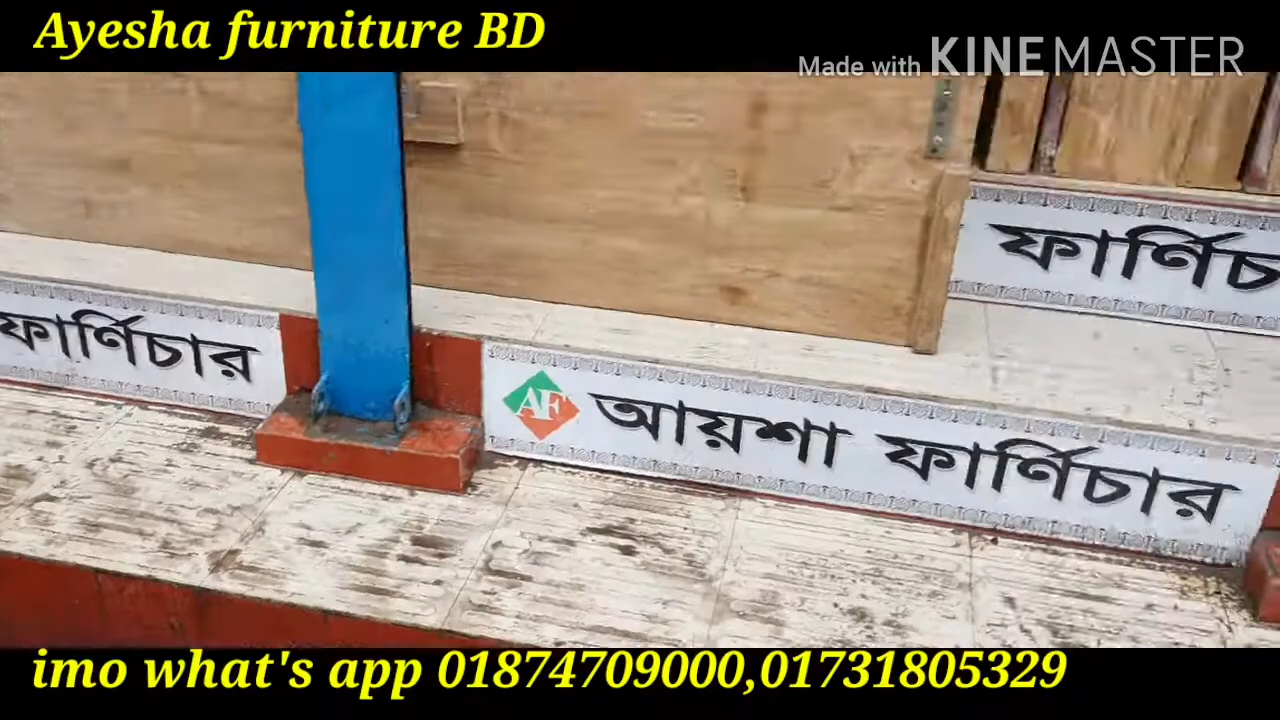 Ayesha furniture BD
Made with KINEMASTER
ফার্নিচ
ফার্নিচার
AF আয়শা ফার্নিচার
imo what's app 01874709000,01731805329